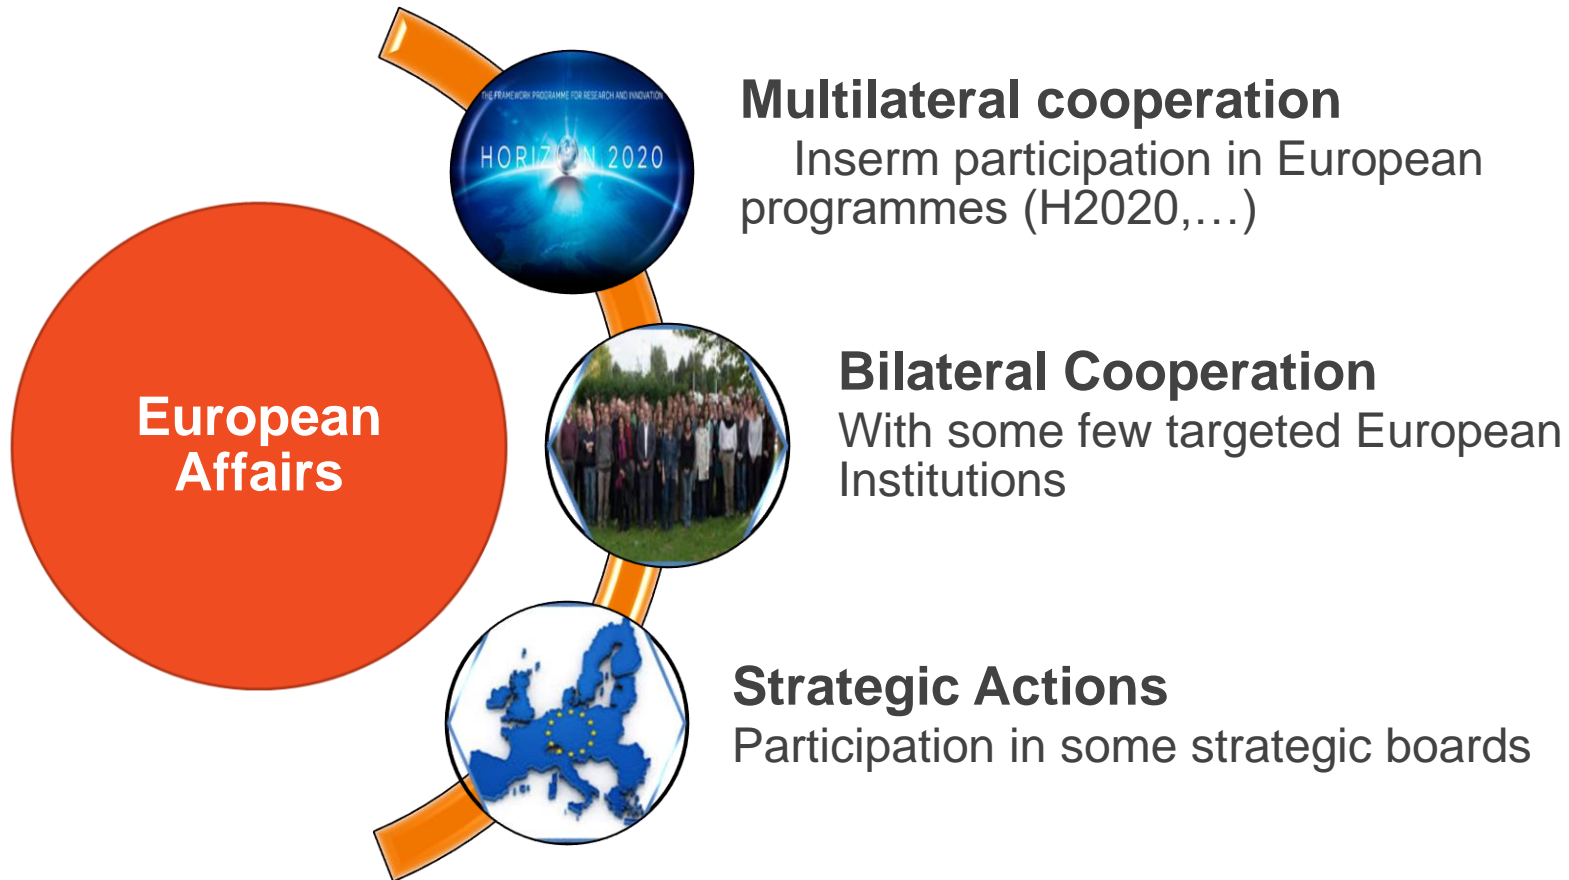 European
Affairs
THE FRAMEWORK PROGRAMME FOR RESEARCH AND INNOVATION
HORIZON 2020
Multilateral cooperation
Inserm participation in European
programmes (H2020,…)
Bilateral Cooperation
With some few targeted European
Institutions
Strategic Actions
Participation in some strategic boards